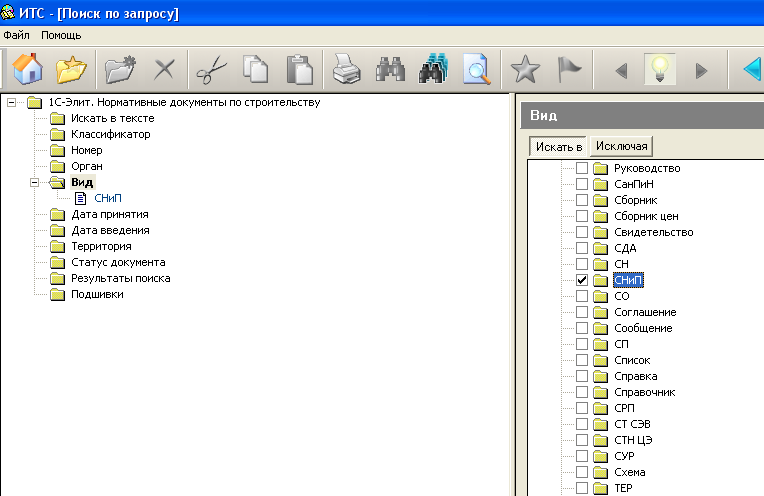 ИТС - [Поиск по запросу]
Файл Помощь
1С-Элит. Нормативные документы по строительству
Искать в тексте
Классификатор
Номер
Орган
Вид
СНиП
Дата принятия
Дата введения
Территория
Статус документа
Результаты поиска
Подшивки
Вид
Искать в Исключая
Руководство
СанПиН
Сборник
Сборник цен
Свидетельство
СДА
СН
СНиП
СО
Соглашение
Сообщение
СП
Список
Справка
Справочник
СРП
СТ СЭВ
СТН ЦЭ
СУР
Схема
ТЕР